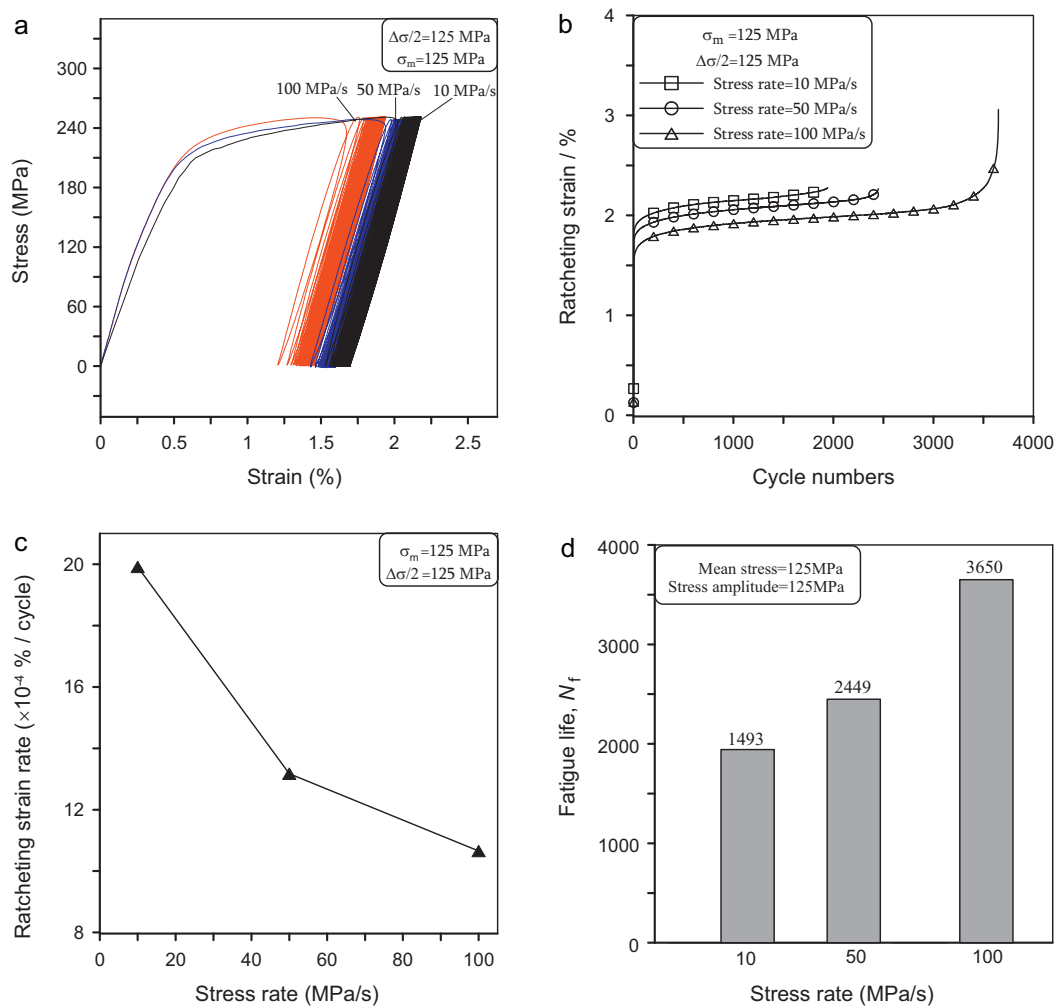 a
Δσ/2=125 MPa
σm=125 MPa
100 MPa/s
50 MPa/s
10 MPa/s
Stress (MPa)
300
240
180
120
60
0
0
0.5
1
1.5
2
2.5
Strain (%)
b
σm =125 MPa
Δσ/2=125 MPa
Stress rate=10 MPa/s
Stress rate=50 MPa/s
Stress rate=100 MPa/s
Ratcheting strain / %
4
3
2
1
0
0
1000
2000
3000
4000
Cycle numbers
c
σm =125 MPa
Δσ/2 =125 MPa
Ratcheting strain rate (×10⁻⁴ % / cycle)
20
16
12
8
0
20
40
60
80
100
Stress rate (MPa/s)
d
Mean stress=125MPa
Stress amplitude=125MPa
1493
2449
3650
Fatigue life, Nf
4000
3000
2000
1000
0
10
50
100
Stress rate (MPa/s)